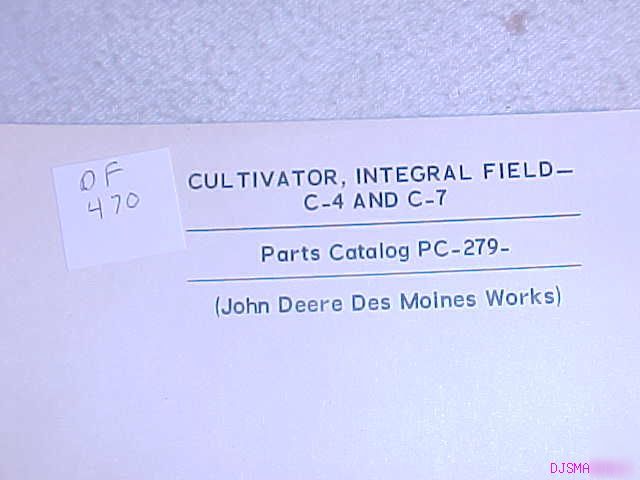 OF
470
CULTIVATOR, INTEGRAL FIELD—
C-4 AND C-7
Parts Catalog PC-279-
(John Deere Des Moines Works)
DJSMA